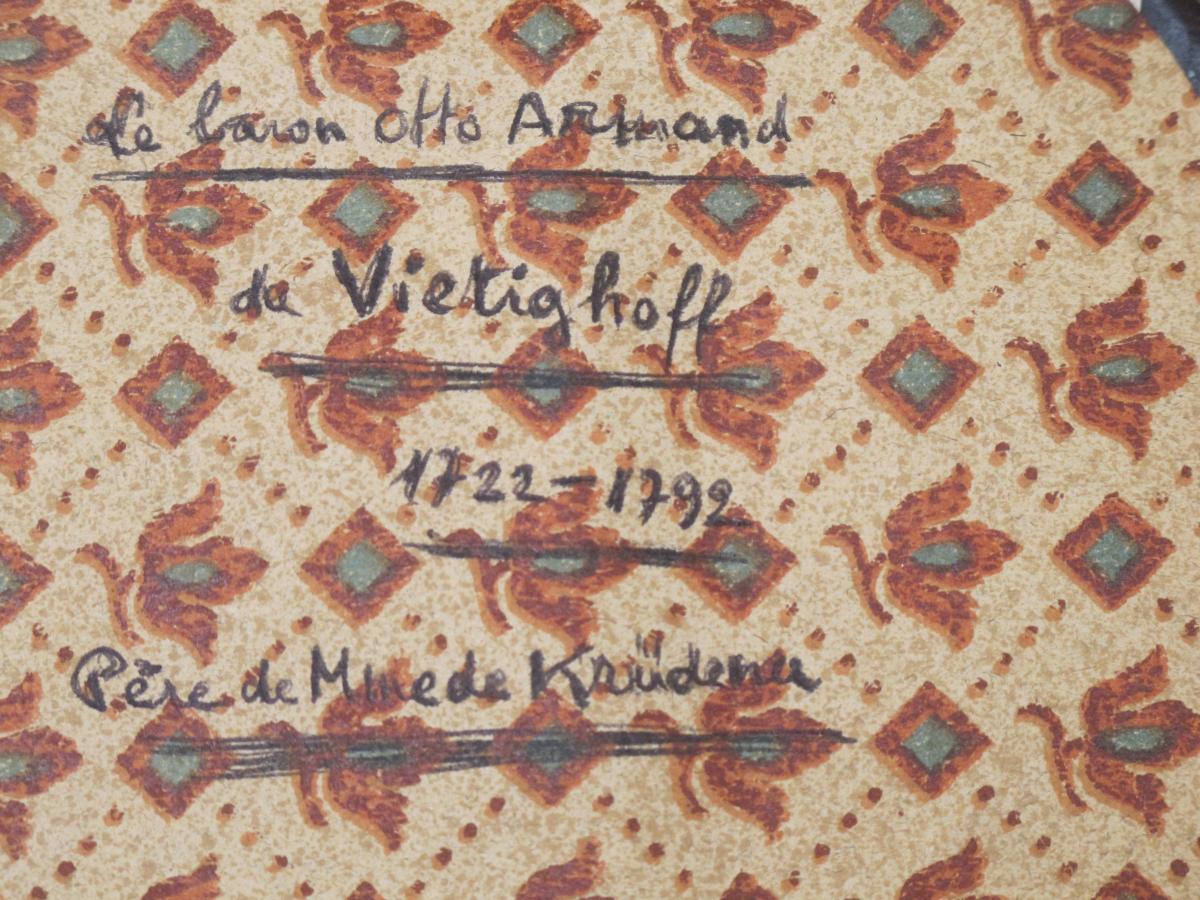 Le baron Otto Armand
de Vietighoff
1722-1792
Père de Mme de Krüdener